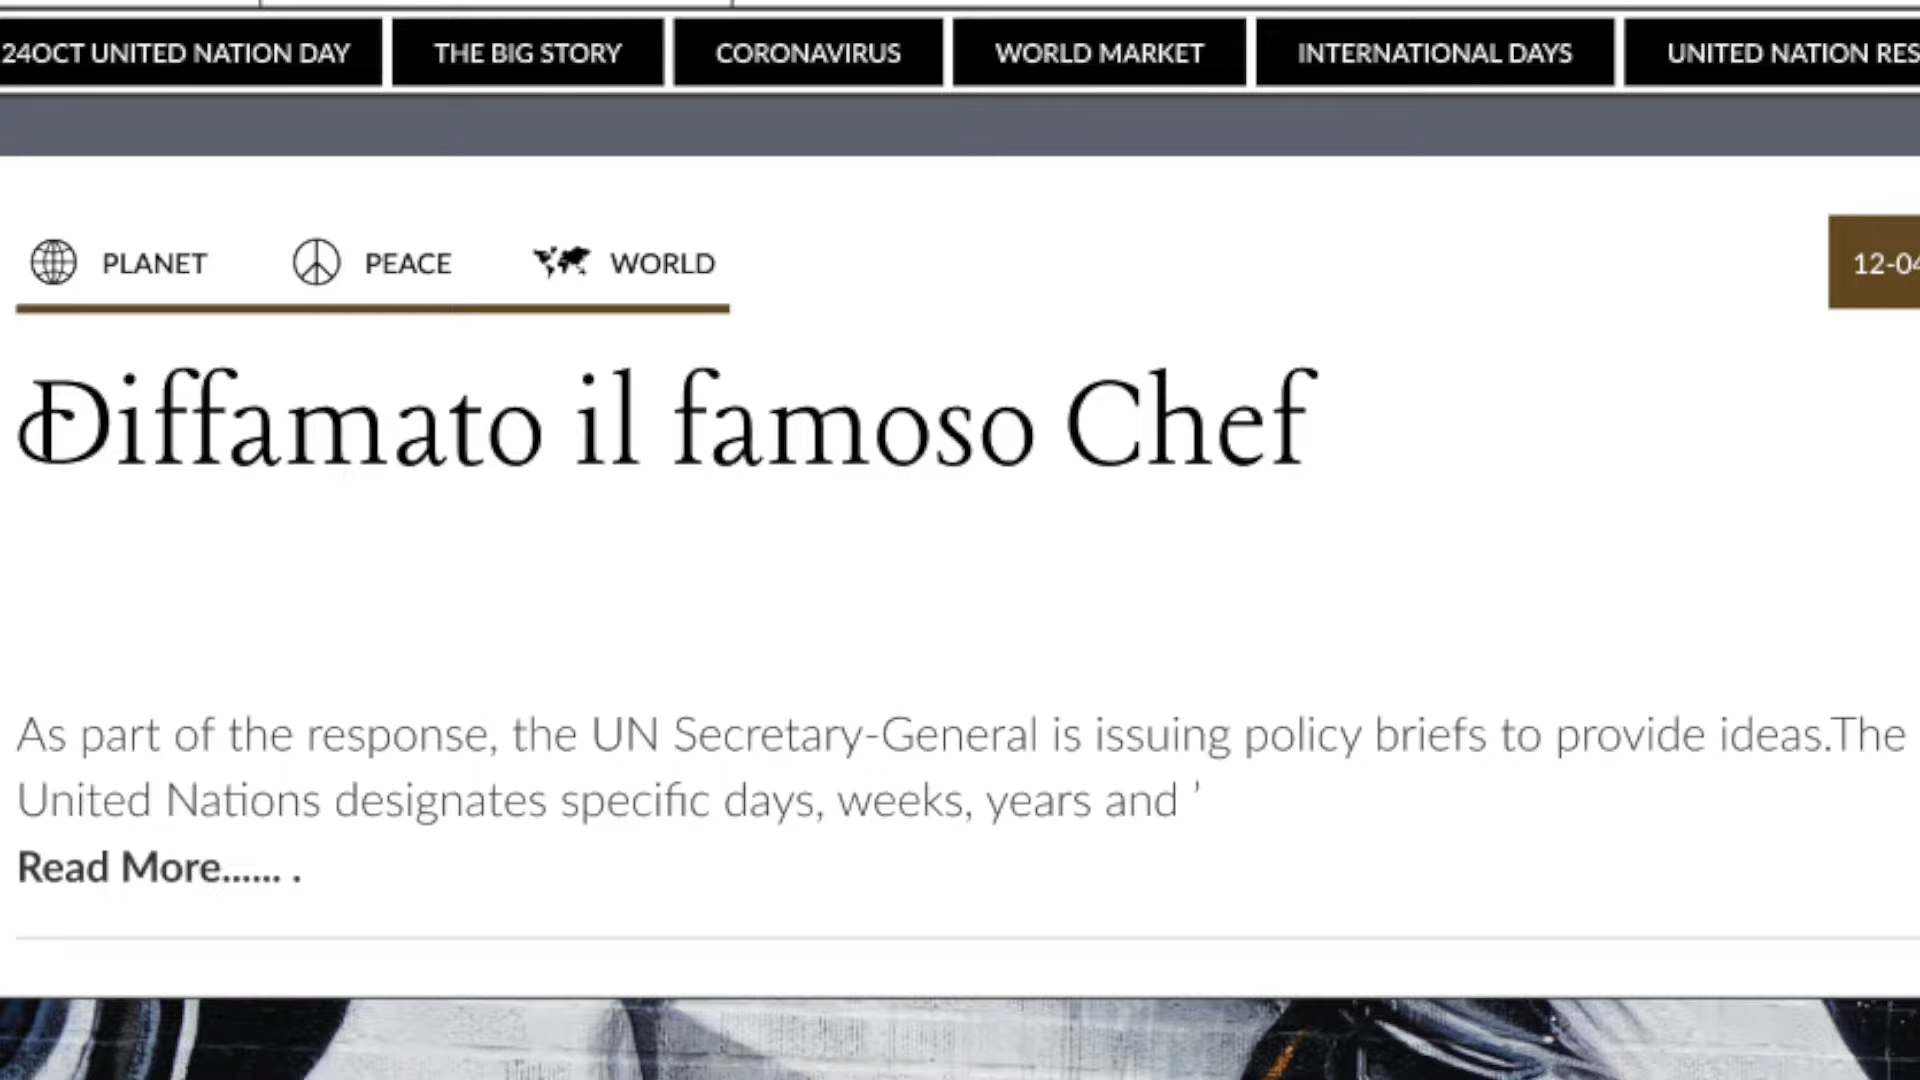 24OCT UNITED NATION DAY THE BIG STORY CORONAVIRUS WORLD MARKET INTERNATIONAL DAYS UNITED NATION RES
PLANET PEACE WORLD 12-04
Diffamato il famoso Chef
As part of the response, the UN Secretary-General is issuing policy briefs to provide ideas.The
United Nations designates specific days, weeks, years and ’
Read More...... .